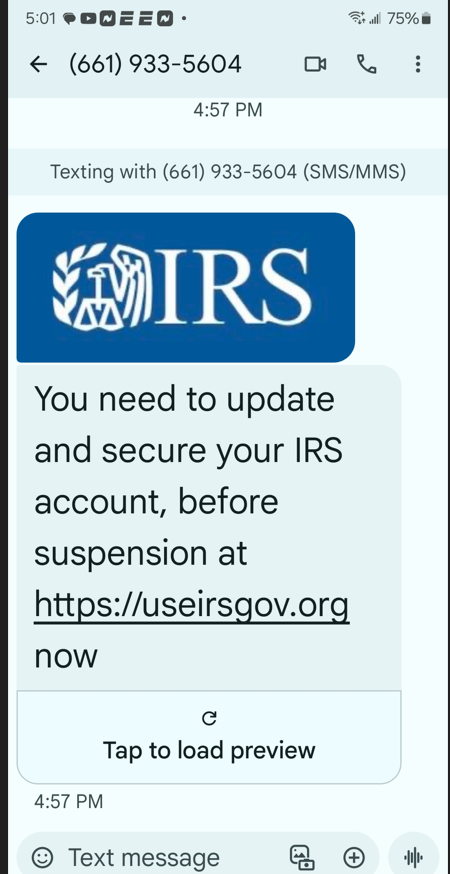 5:01 75%
(661) 933-5604
4:57 PM
Texting with (661) 933-5604 (SMS/MMS)
IRS
You need to update
and secure your IRS
account, before
suspension at
https://useirsgov.org
now
Tap to load preview
4:57 PM
Text message